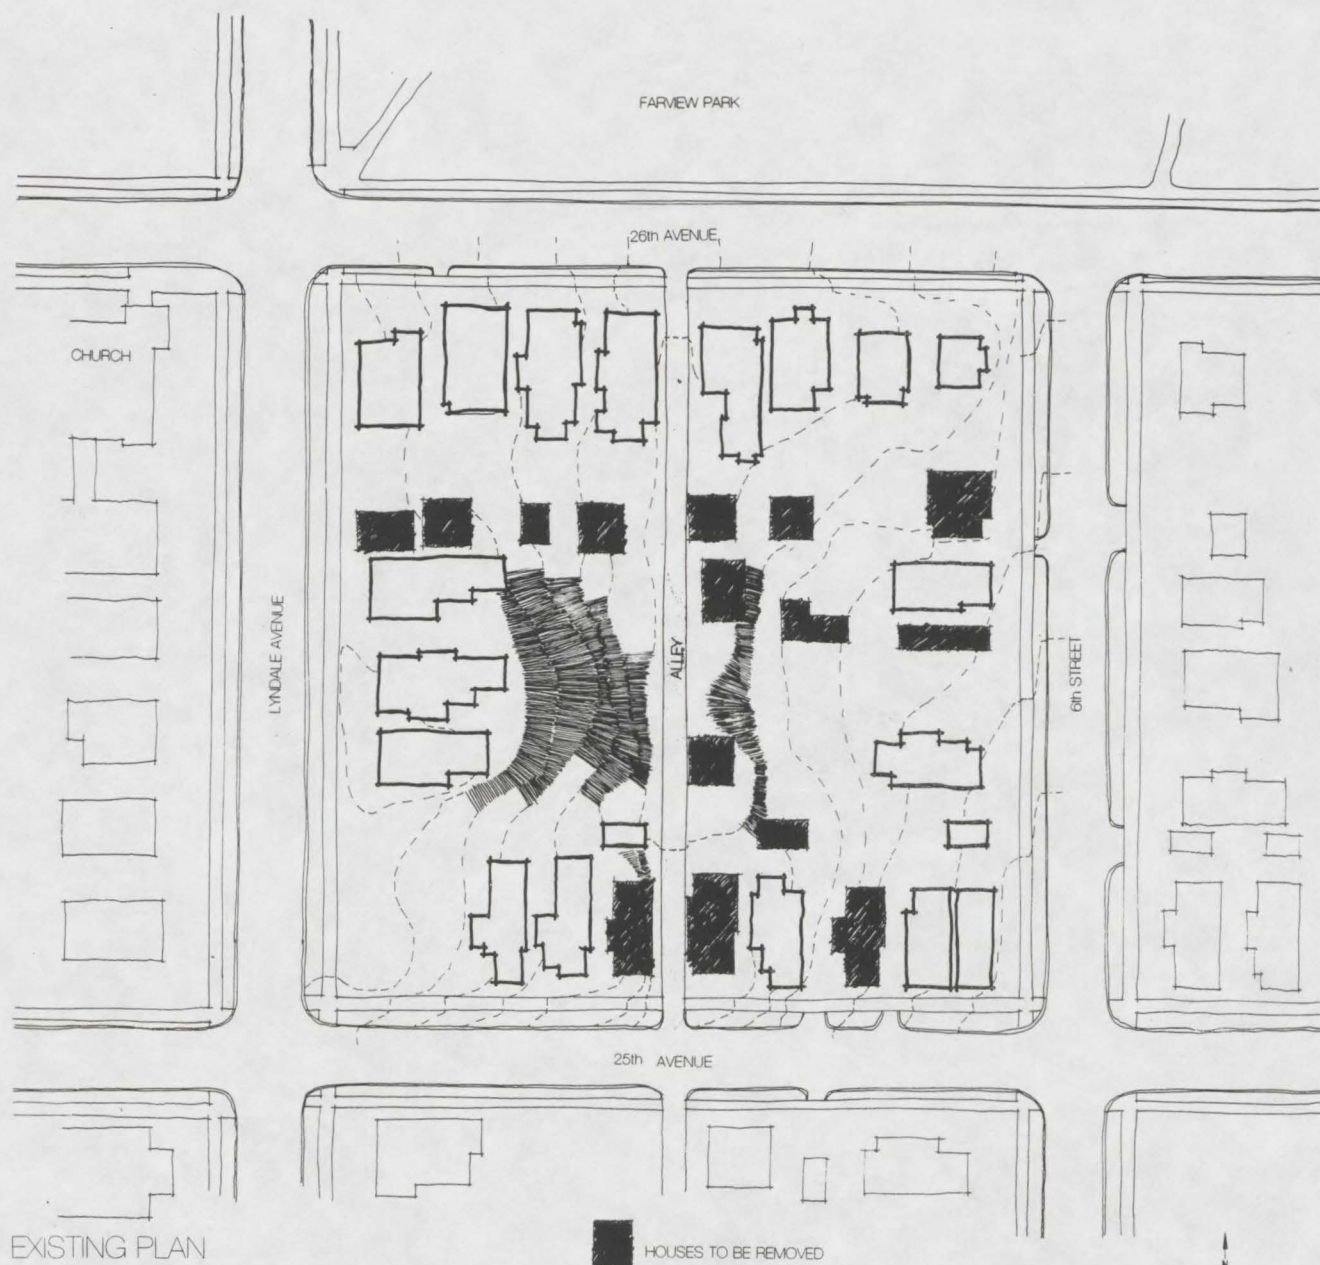 FARVIEW PARK
26th AVENUE
CHURCH
LYNDALE AVENUE
ALLEY
6th STREET
25th AVENUE
EXISTING PLAN
HOUSES TO BE REMOVED
N